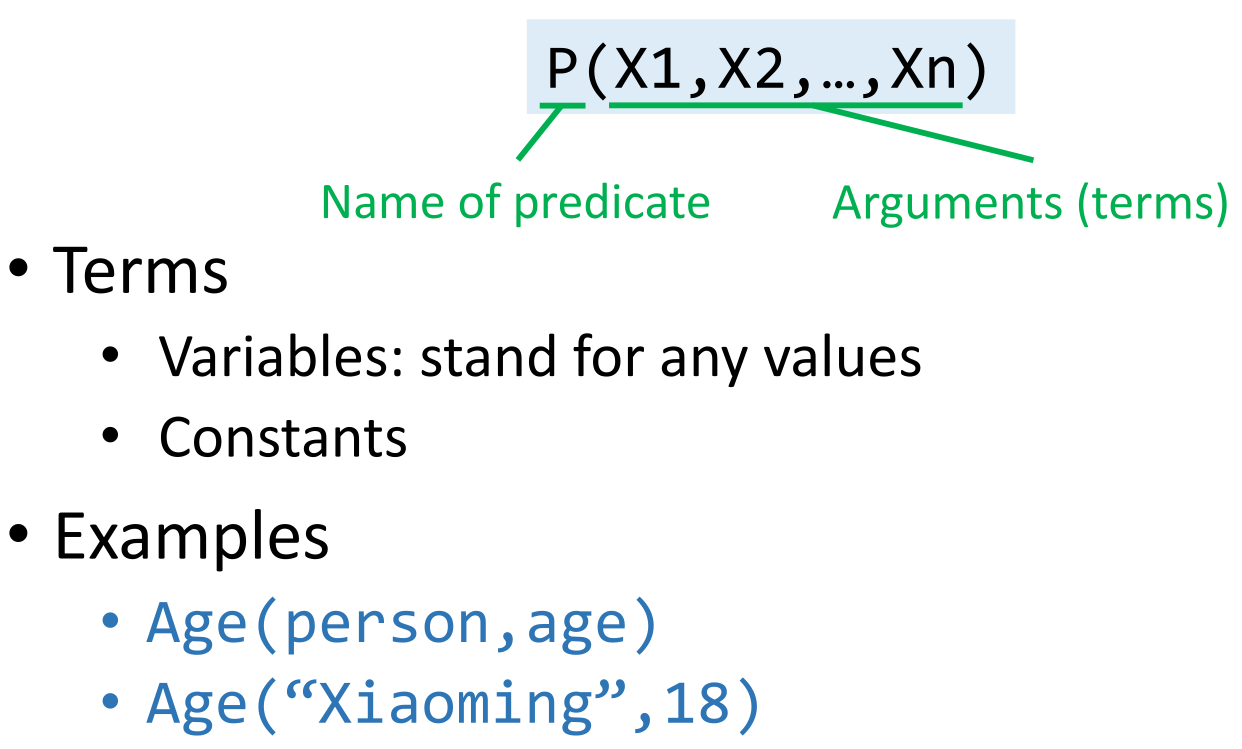 P(X1,X2,…,Xn)
Name of predicate Arguments (terms)
• Terms
• Variables: stand for any values
• Constants
• Examples
• Age(person,age)
• Age(“Xiaoming”,18)